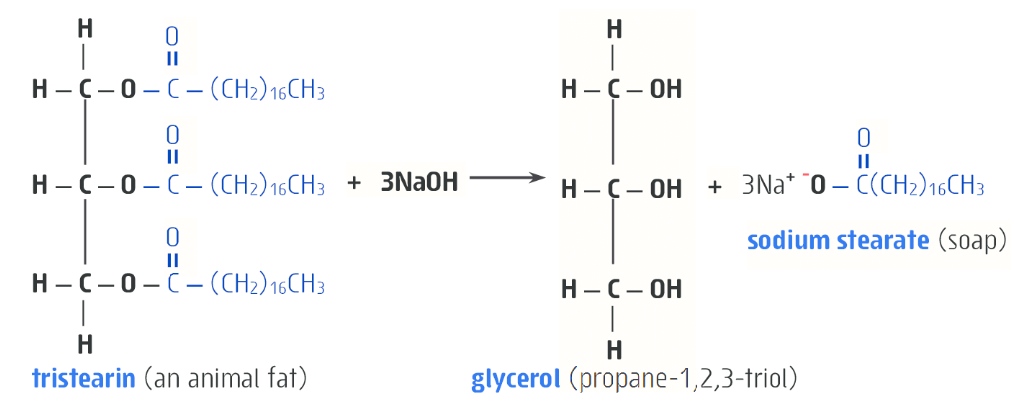 H H
O
||
H – C – O – C – (CH₂)₁₆CH₃ H – C – OH
O O
|| ||
H – C – O – C – (CH₂)₁₆CH₃ + 3NaOH ⟶ H – C – OH + 3Na⁺ ⁻O – C(CH₂)₁₆CH₃
sodium stearate (soap)
O
||
H – C – O – C – (CH₂)₁₆CH₃ H – C – OH
H H
tristearin (an animal fat) glycerol (propane-1,2,3-triol)